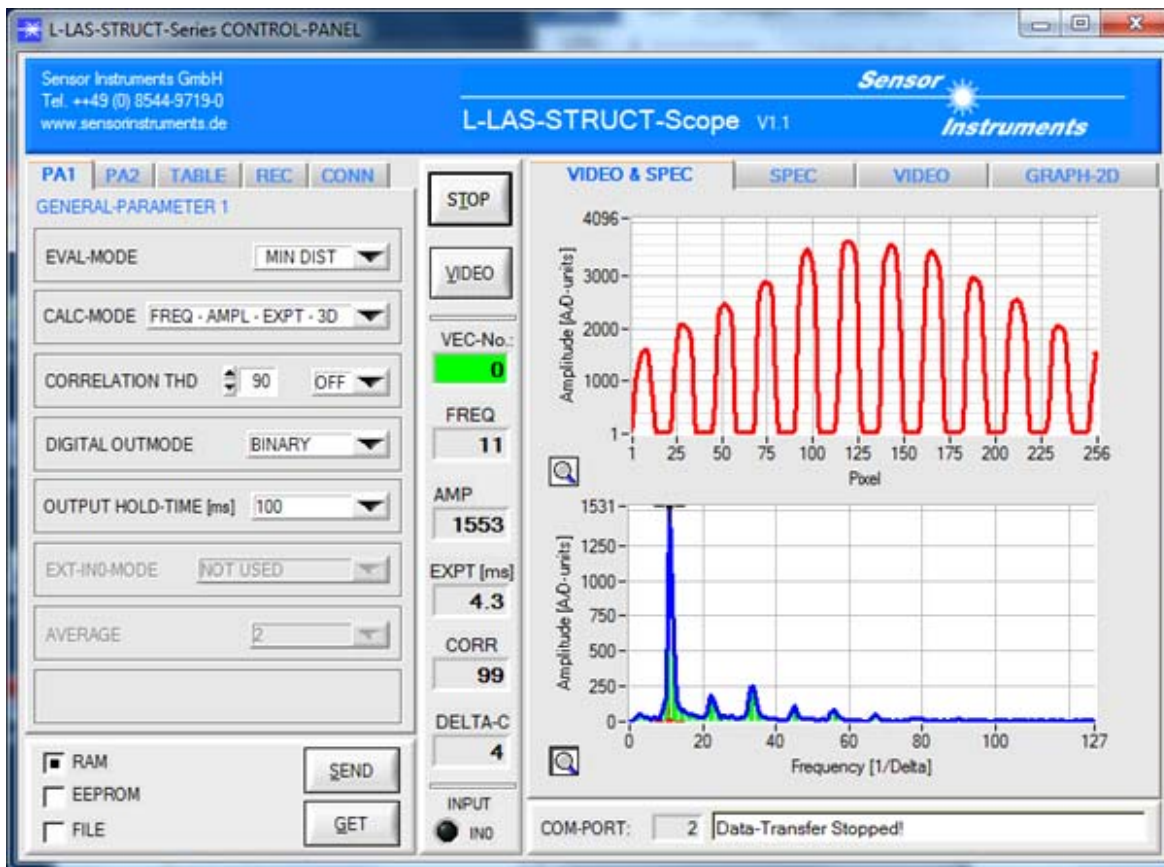 L-LAS-STRUCT-Series CONTROL-PANEL
Sensor Instruments GmbH
Tel. ++49 (0) 8544-9719-0
www.sensorinstruments.de
L-LAS-STRUCT-Scope V1.1
Sensor
Instruments
PA1 PA2 TABLE REC CONN
GENERAL-PARAMETER 1
EVAL-MODE MIN DIST
CALC-MODE FREQ - AMPL - EXPT - 3D
CORRELATION THD 90 OFF
DIGITAL OUTMODE BINARY
OUTPUT HOLD-TIME [ms] 100
EXT-IN0-MODE NOT USED
AVERAGE 2
RAM
EEPROM
FILE
SEND
GET
STOP
VIDEO
VEC-No.:
0
FREQ
11
AMP
1553
EXPT [ms]
4.3
CORR
99
DELTA-C
4
INPUT
IN0
VIDEO & SPEC SPEC VIDEO GRAPH-2D
Amplitude [A/D-units]
4096
3000
2000
1000
1
1 25 50 75 100 125 150 175 200 225 256
Pixel
Amplitude [A/D-units]
1531
1250
1000
750
500
250
0
0 20 40 60 80 100 127
Frequency [1/Delta]
COM-PORT: 2 Data-Transfer Stopped!